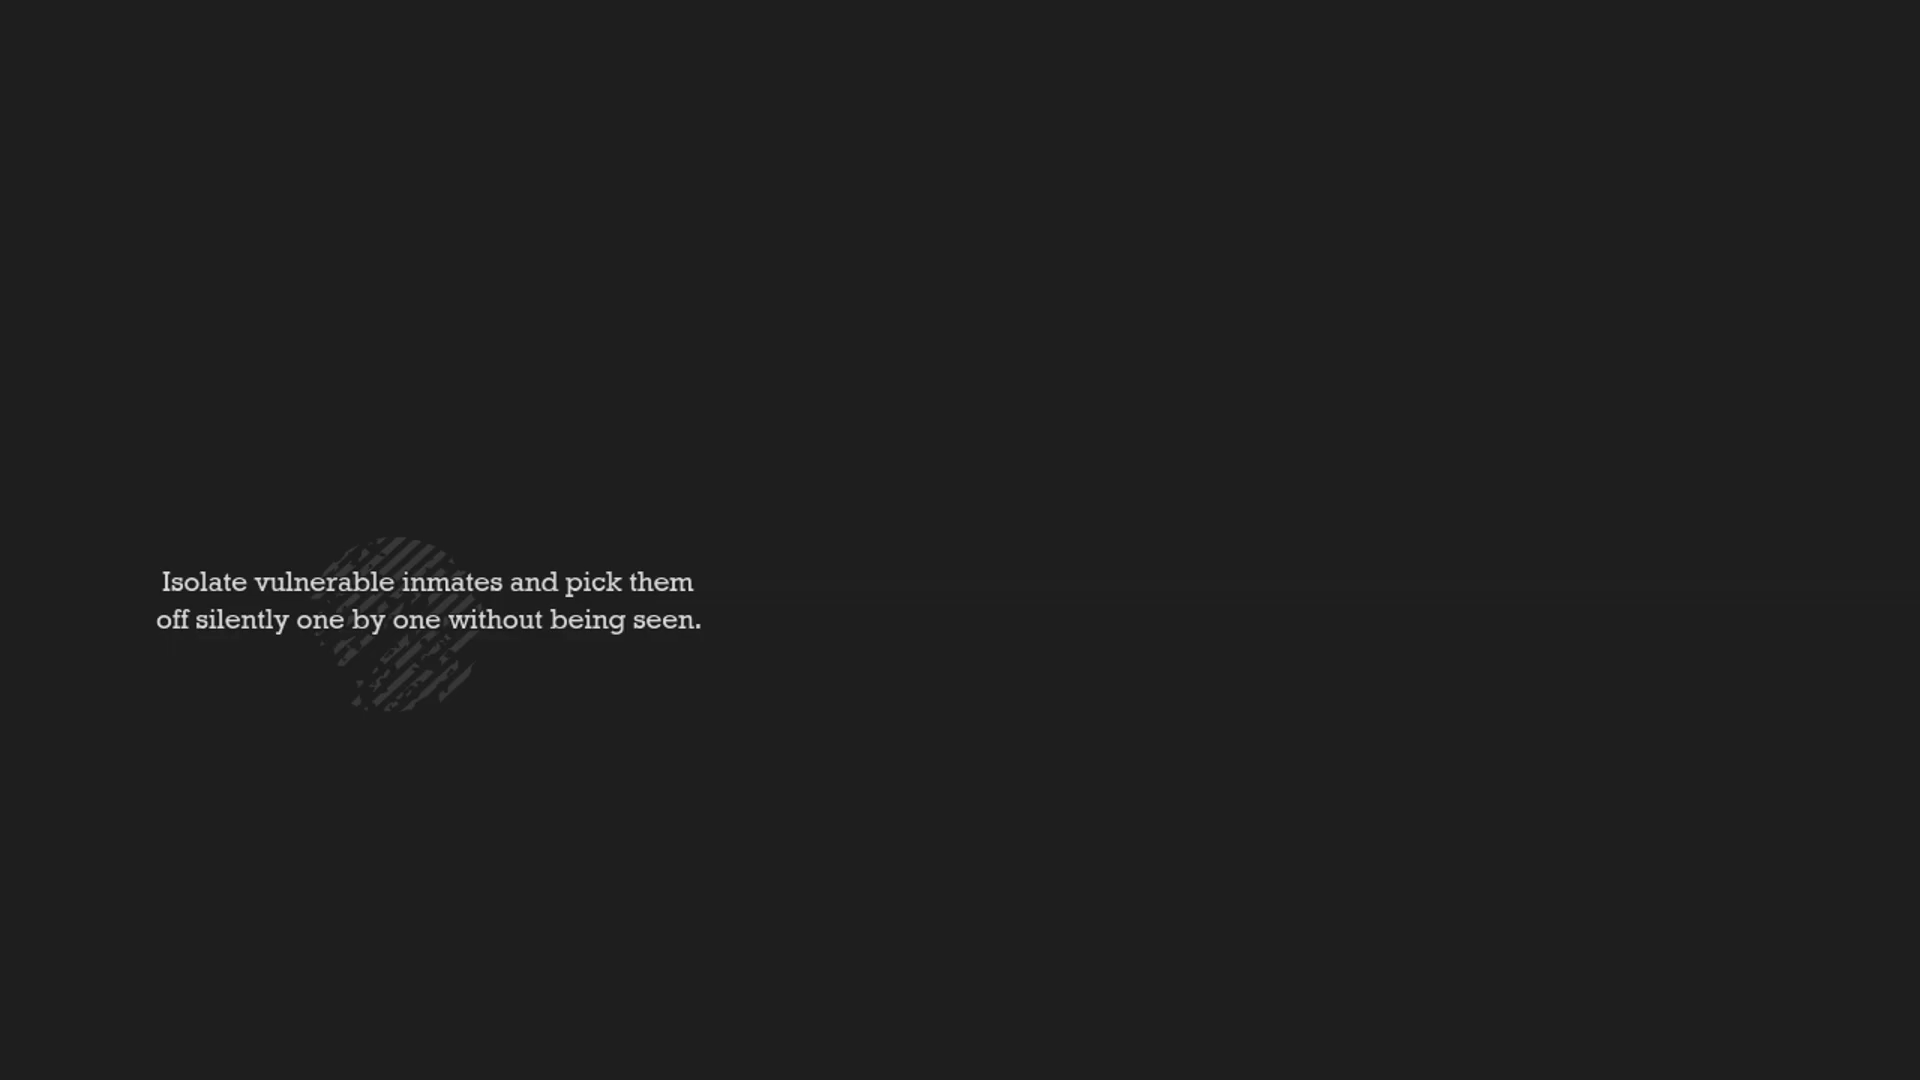 Isolate vulnerable inmates and pick them
off silently one by one without being seen.